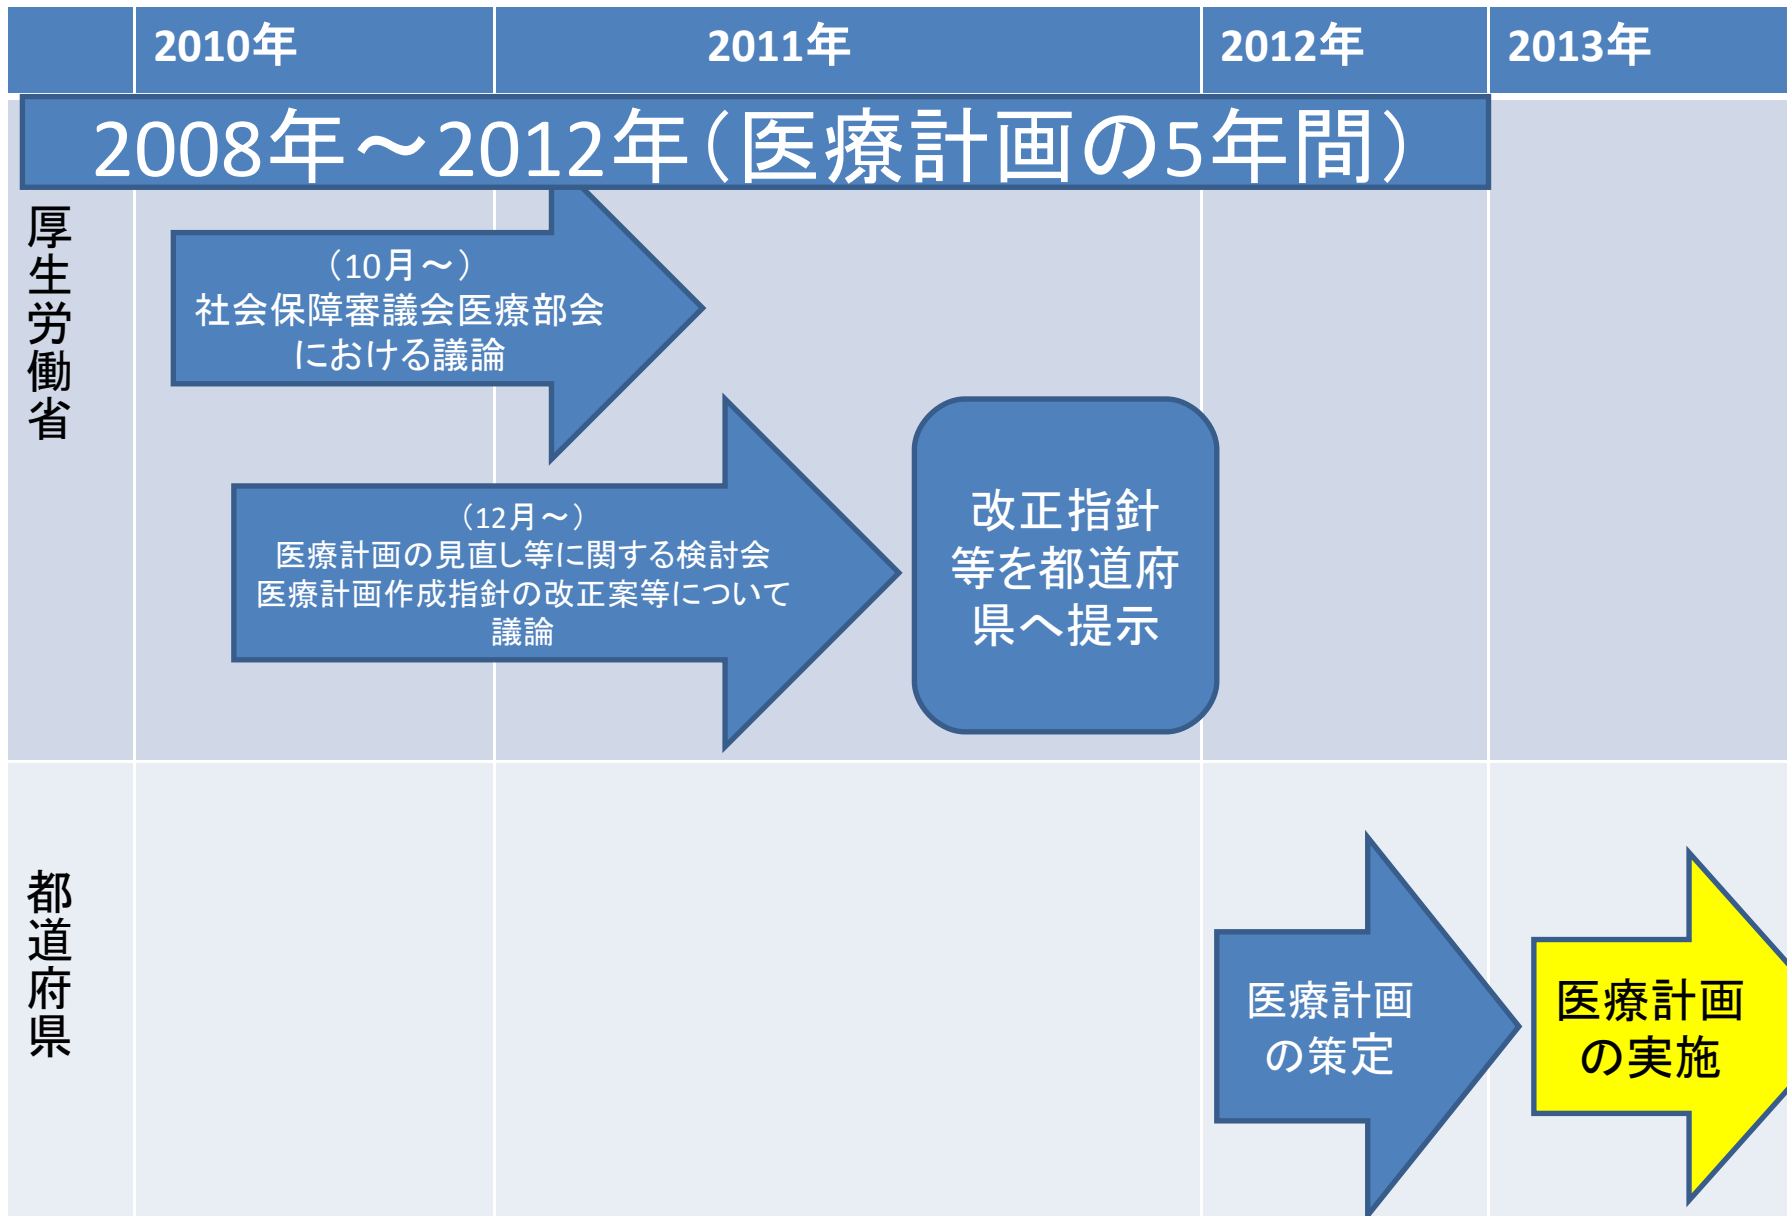 2010年
2011年
2012年
2013年
2008年～2012年（医療計画の5年間）
厚生労働省
（10月～）
社会保障審議会医療部会
における議論
（12月～）
医療計画の見直し等に関する検討会
医療計画作成指針の改正案等について
議論
改正指針
等を都道府
県へ提示
都道府県
医療計画
の策定
医療計画
の実施